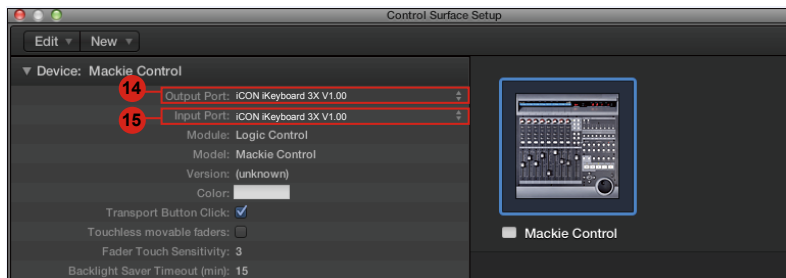 Control Surface Setup
Edit New
Device: Mackie Control
14 Output Port: iCON iKeyboard 3X V1.00
15 Input Port: iCON iKeyboard 3X V1.00
Module: Logic Control
Model: Mackie Control
Version: (unknown)
Color:
Transport Button Click:
Touchless movable faders:
Fader Touch Sensitivity: 3
Backlight Saver Timeout (min): 15
Mackie Control